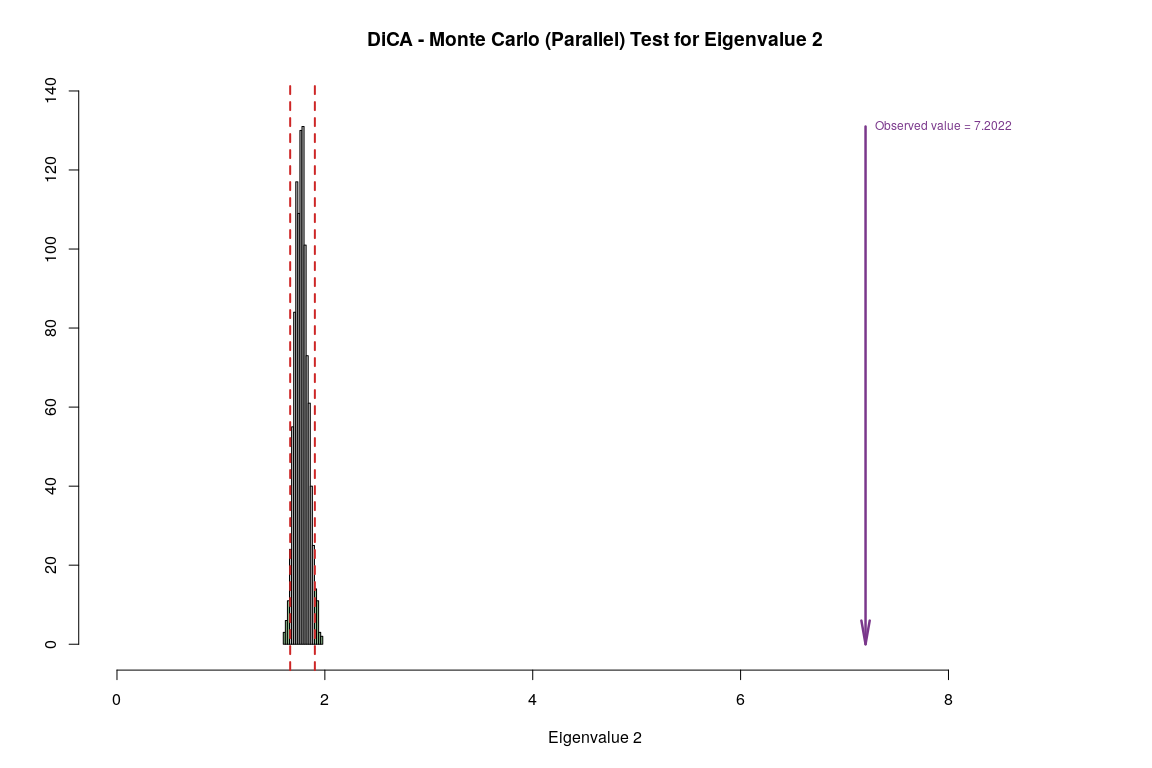 DiCA - Monte Carlo (Parallel) Test for Eigenvalue 2
140
120
100
80
60
40
20
0
Observed value = 7.2022
0 2 4 6 8
Eigenvalue 2